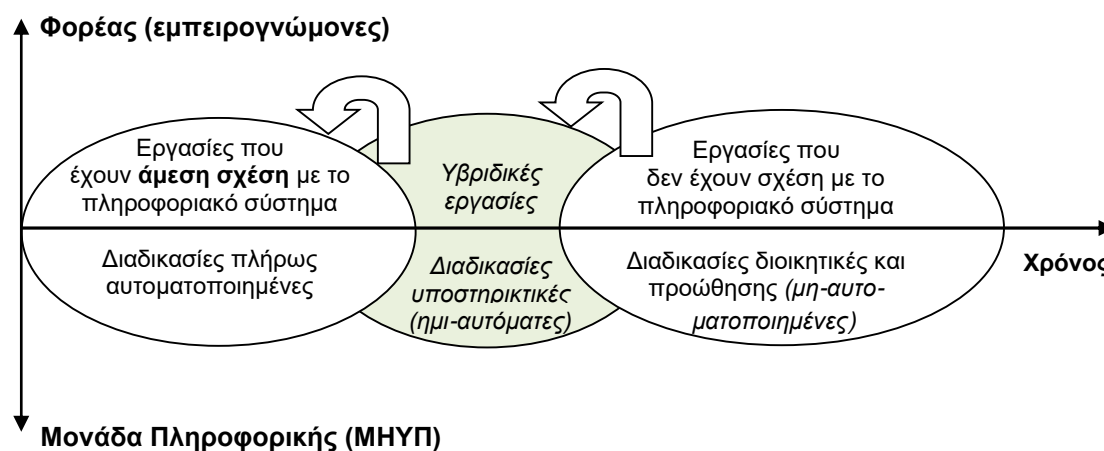 Φορέας (εμπειρογνώμονες)
Εργασίες που
έχουν άμεση σχέση με το
πληροφοριακό σύστημα
Υβριδικές
εργασίες
Εργασίες που
δεν έχουν σχέση με το
πληροφοριακό σύστημα
Διαδικασίες πλήρως
αυτοματοποιημένες
Διαδικασίες
υποστηρικτικές
(ημι-αυτόματες)
Διαδικασίες διοικητικές και
προώθησης (μη-αυτο-
ματοποιημένες)
Χρόνος
Μονάδα Πληροφορικής (ΜΗΥΠ)